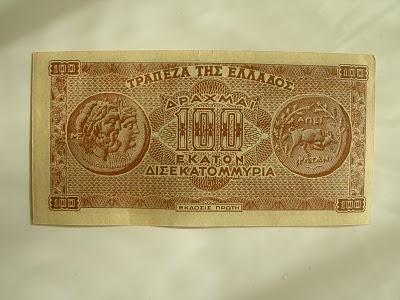 100 100
ΤΡΑΠΕΖΑ ΤΗΣ ΕΛΛΑΔΟΣ
ΔΡΑΧΜΑΙ
100
ΕΚΑΤΟΝ
ΔΙΣΕΚΑΤΟΜΜΥΡΙΑ
100 100
ΕΚΔΟΣΙΣ ΠΡΩΤΗ